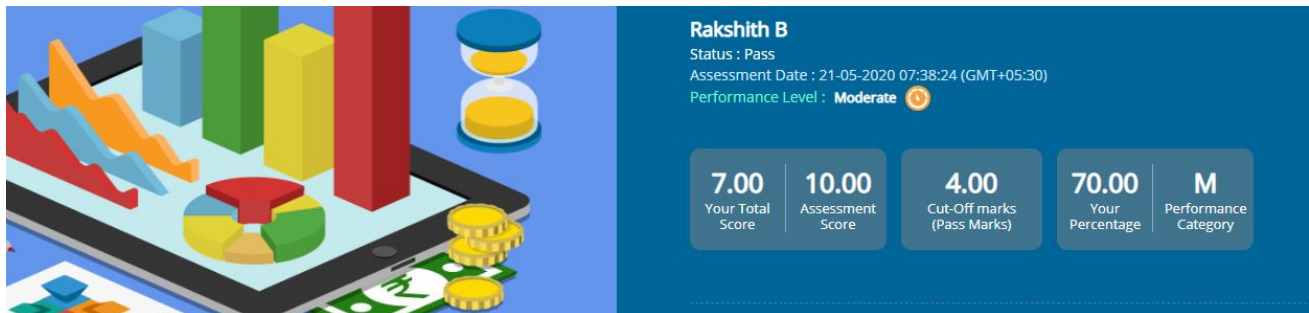 Rakshith B
Status : Pass
Assessment Date : 21-05-2020 07:38:24 (GMT+05:30)
Performance Level : Moderate
7.00
Your Total
Score
10.00
Assessment
Score
4.00
Cut-Off marks
(Pass Marks)
70.00
Your
Percentage
M
Performance
Category
₹